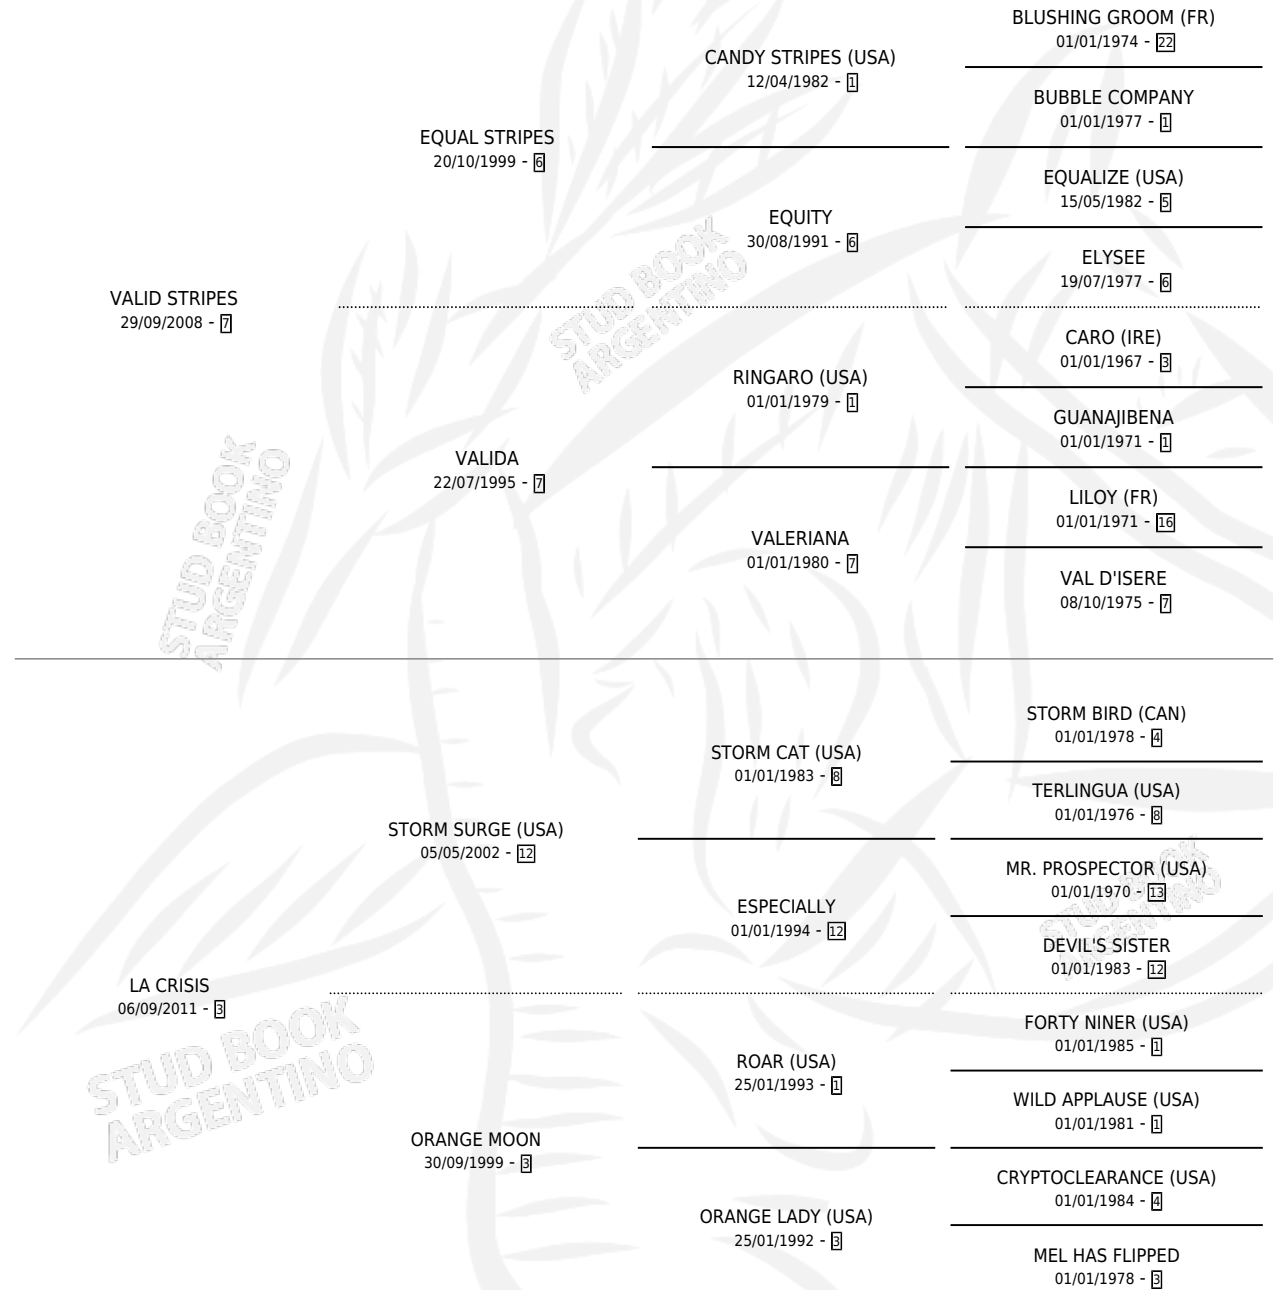 BLUSHING GROOM (FR)
01/01/1974 - 22
CANDY STRIPES (USA)
12/04/1982 - 1
BUBBLE COMPANY
01/01/1977 - 1
EQUAL STRIPES
20/10/1999 - 6
EQUALIZE (USA)
15/05/1982 - 5
EQUITY
30/08/1991 - 6
ELYSEE
19/07/1977 - 6
VALID STRIPES
29/09/2008 - 7
CARO (IRE)
01/01/1967 - 3
RINGARO (USA)
01/01/1979 - 1
GUANAJIBENA
01/01/1971 - 1
VALIDA
22/07/1995 - 7
LILOY (FR)
01/01/1971 - 16
VALERIANA
01/01/1980 - 7
VAL D'ISERE
08/10/1975 - 7
STORM BIRD (CAN)
01/01/1978 - 4
STORM CAT (USA)
01/01/1983 - 8
TERLINGUA (USA)
01/01/1976 - 8
STORM SURGE (USA)
05/05/2002 - 12
MR. PROSPECTOR (USA)
01/01/1970 - 13
ESPECIALLY
01/01/1994 - 12
DEVIL'S SISTER
01/01/1983 - 12
LA CRISIS
06/09/2011 - 3
FORTY NINER (USA)
01/01/1985 - 1
ROAR (USA)
25/01/1993 - 1
WILD APPLAUSE (USA)
01/01/1981 - 1
ORANGE MOON
30/09/1999 - 3
CRYPTOCLEARANCE (USA)
01/01/1984 - 4
ORANGE LADY (USA)
25/01/1992 - 3
MEL HAS FLIPPED
01/01/1978 - 3
STUD BOOK
ARGENTINO
STUD BOOK
ARGENTINO
STUD BOOK
ARGENTINO
STUD BOOK
ARGENTINO